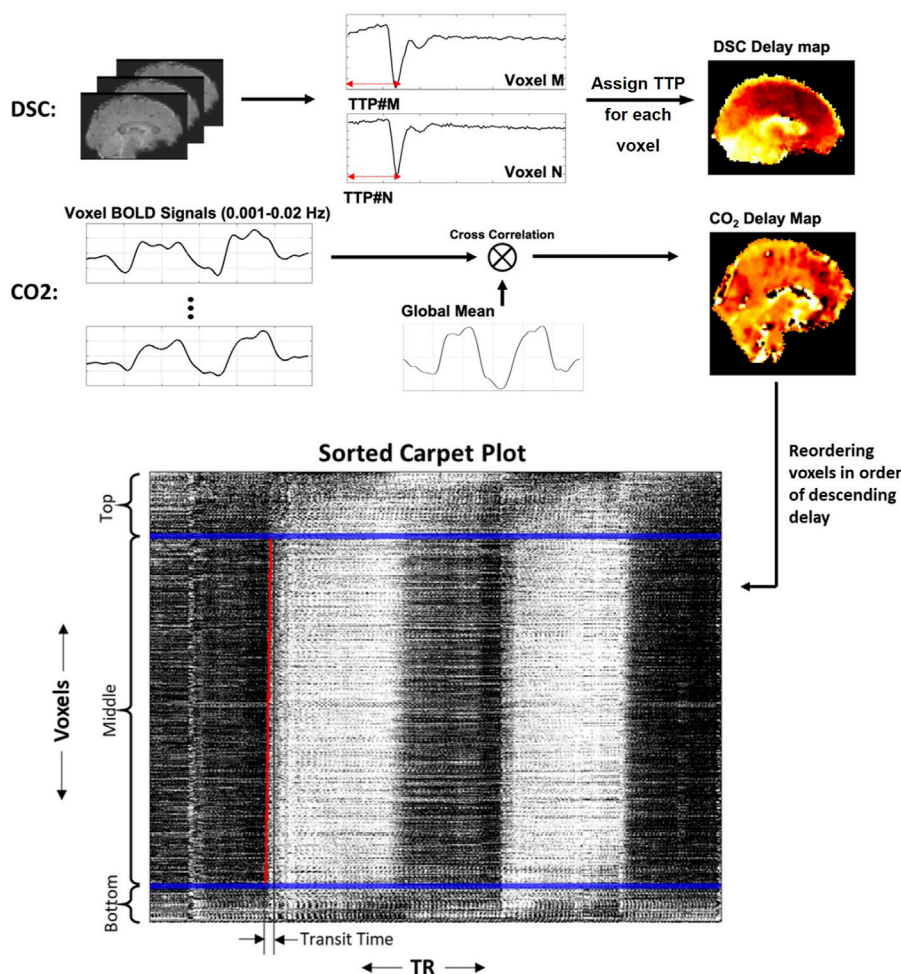 DSC:
Voxel M
TTP#M
Voxel N
TTP#N
Assign TTP
for each
voxel
DSC Delay map
Voxel BOLD Signals (0.001-0.02 Hz)
CO2:
Cross Correlation
Global Mean
CO2 Delay Map
Reordering
voxels in order
of descending
delay
Sorted Carpet Plot
Top
Middle
Bottom
Voxels
Transit Time
TR